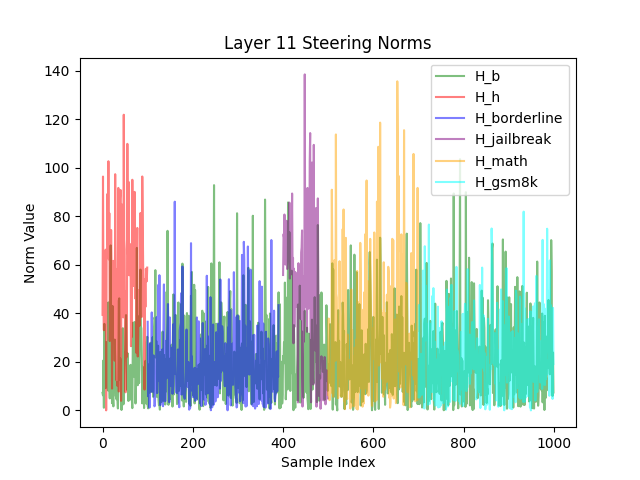 Layer 11 Steering Norms
H_b
H_h
H_borderline
H_jailbreak
H_math
H_gsm8k
140
120
100
80
60
40
20
0
Norm Value
0 200 400 600 800 1000
Sample Index